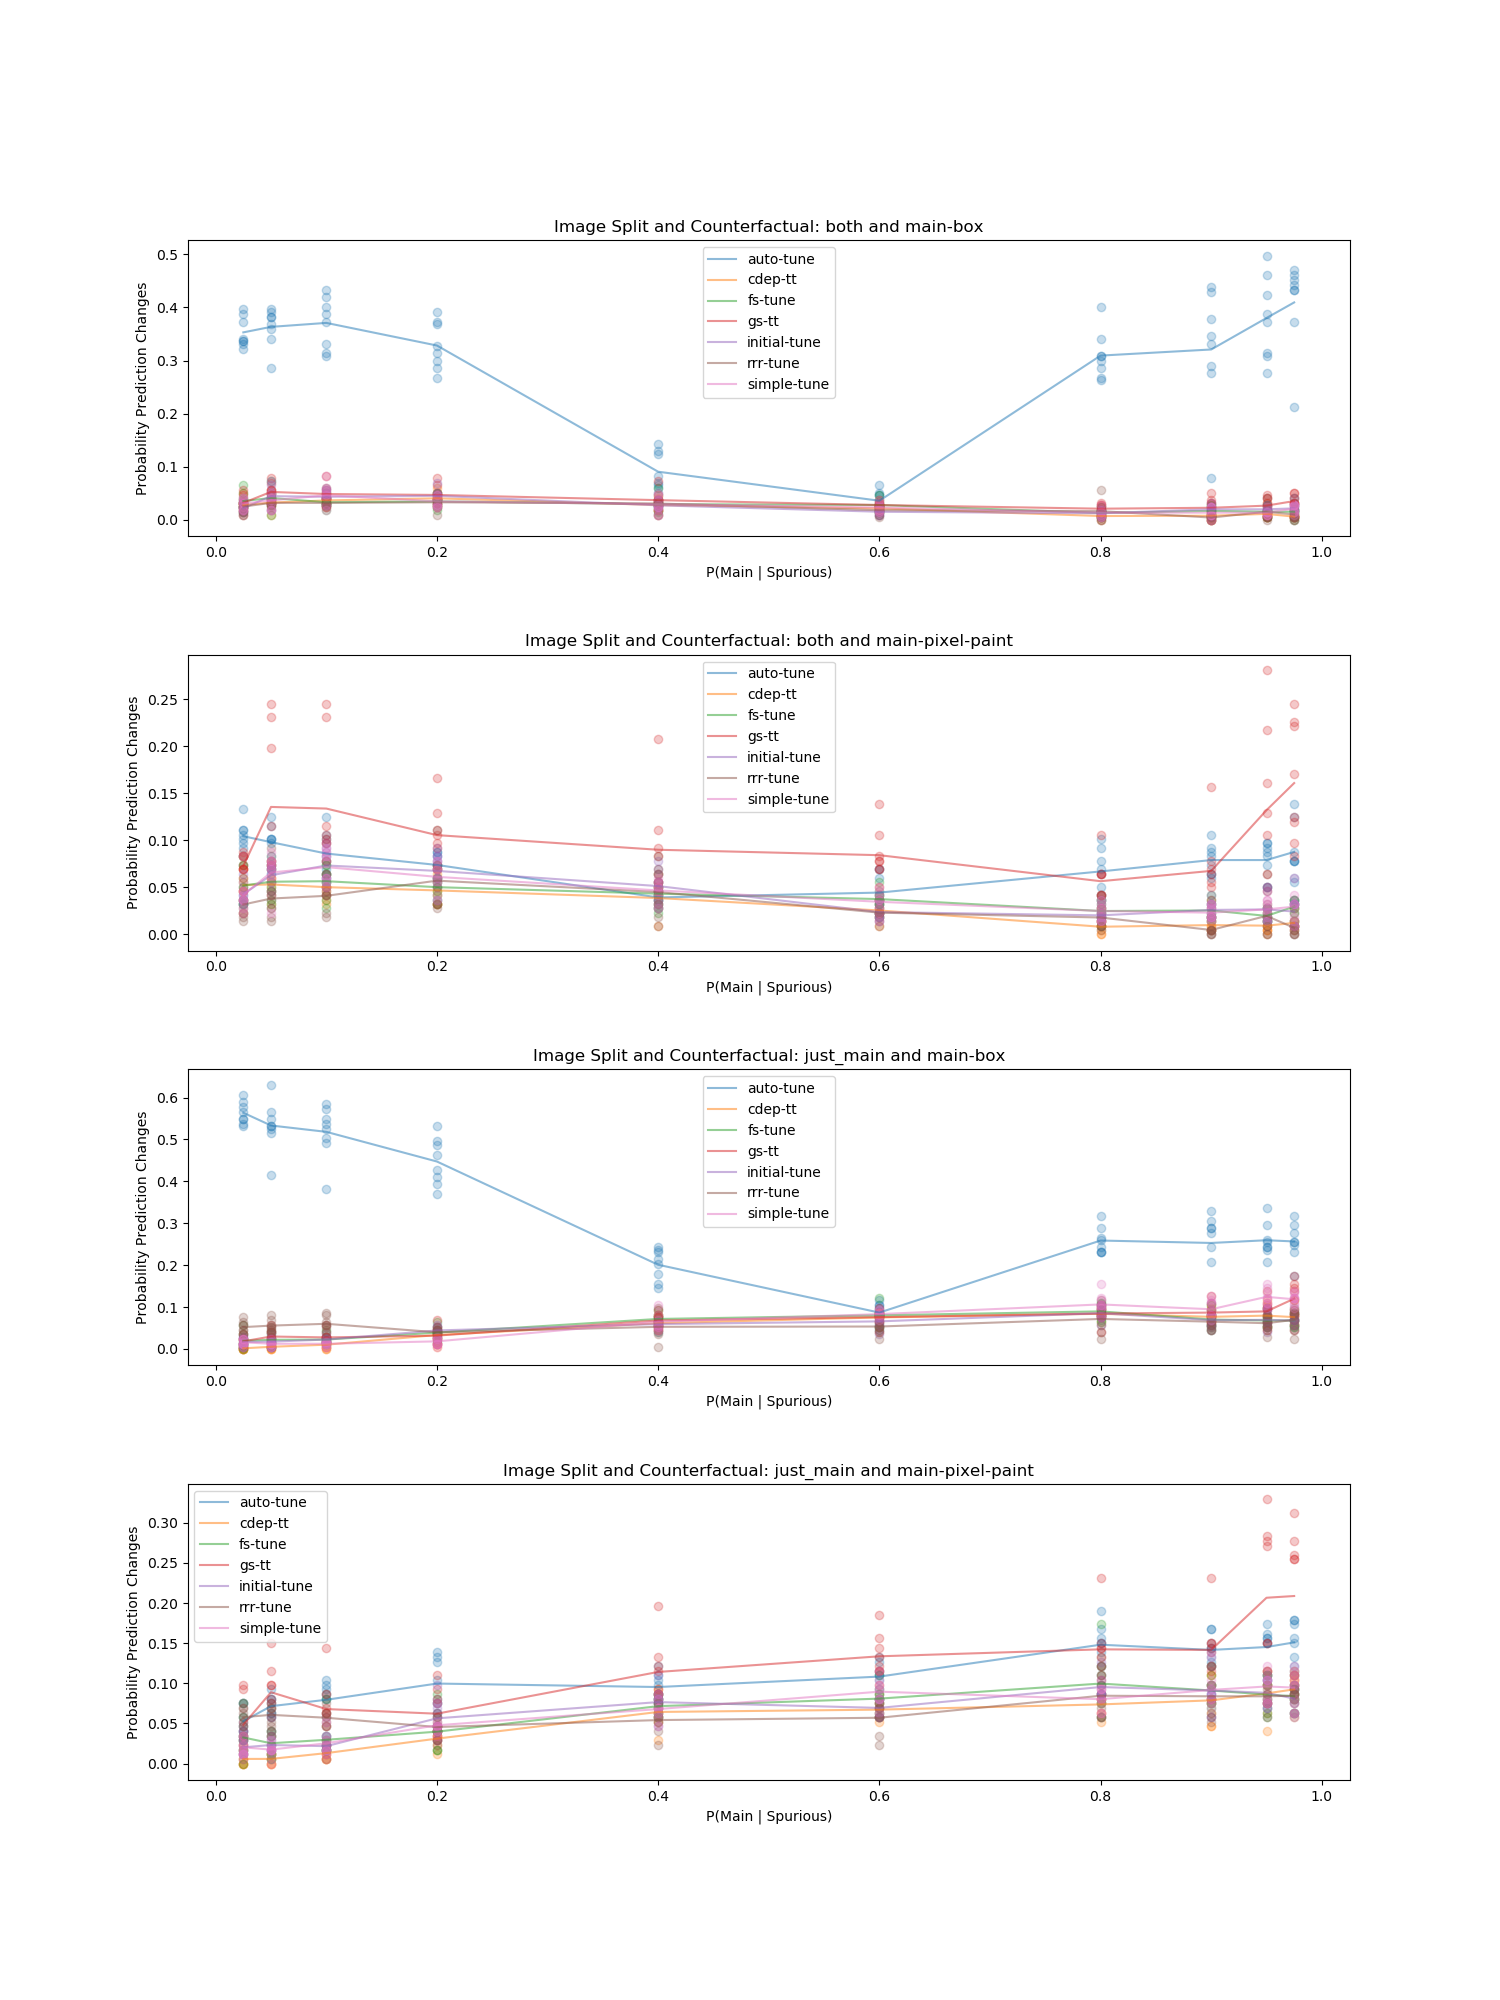 Image Split and Counterfactual: both and main-box
Probability Prediction Changes
0.5
0.4
0.3
0.2
0.1
0.0
auto-tune
cdep-tt
fs-tune
gs-tt
initial-tune
rrr-tune
simple-tune
0.0 0.2 0.4 0.6 0.8 1.0
P(Main | Spurious)
Image Split and Counterfactual: both and main-pixel-paint
Probability Prediction Changes
0.25
0.20
0.15
0.10
0.05
0.00
auto-tune
cdep-tt
fs-tune
gs-tt
initial-tune
rrr-tune
simple-tune
0.0 0.2 0.4 0.6 0.8 1.0
P(Main | Spurious)
Image Split and Counterfactual: just_main and main-box
Probability Prediction Changes
0.6
0.5
0.4
0.3
0.2
0.1
0.0
auto-tune
cdep-tt
fs-tune
gs-tt
initial-tune
rrr-tune
simple-tune
0.0 0.2 0.4 0.6 0.8 1.0
P(Main | Spurious)
Image Split and Counterfactual: just_main and main-pixel-paint
Probability Prediction Changes
0.30
0.25
0.20
0.15
0.10
0.05
0.00
auto-tune
cdep-tt
fs-tune
gs-tt
initial-tune
rrr-tune
simple-tune
0.0 0.2 0.4 0.6 0.8 1.0
P(Main | Spurious)